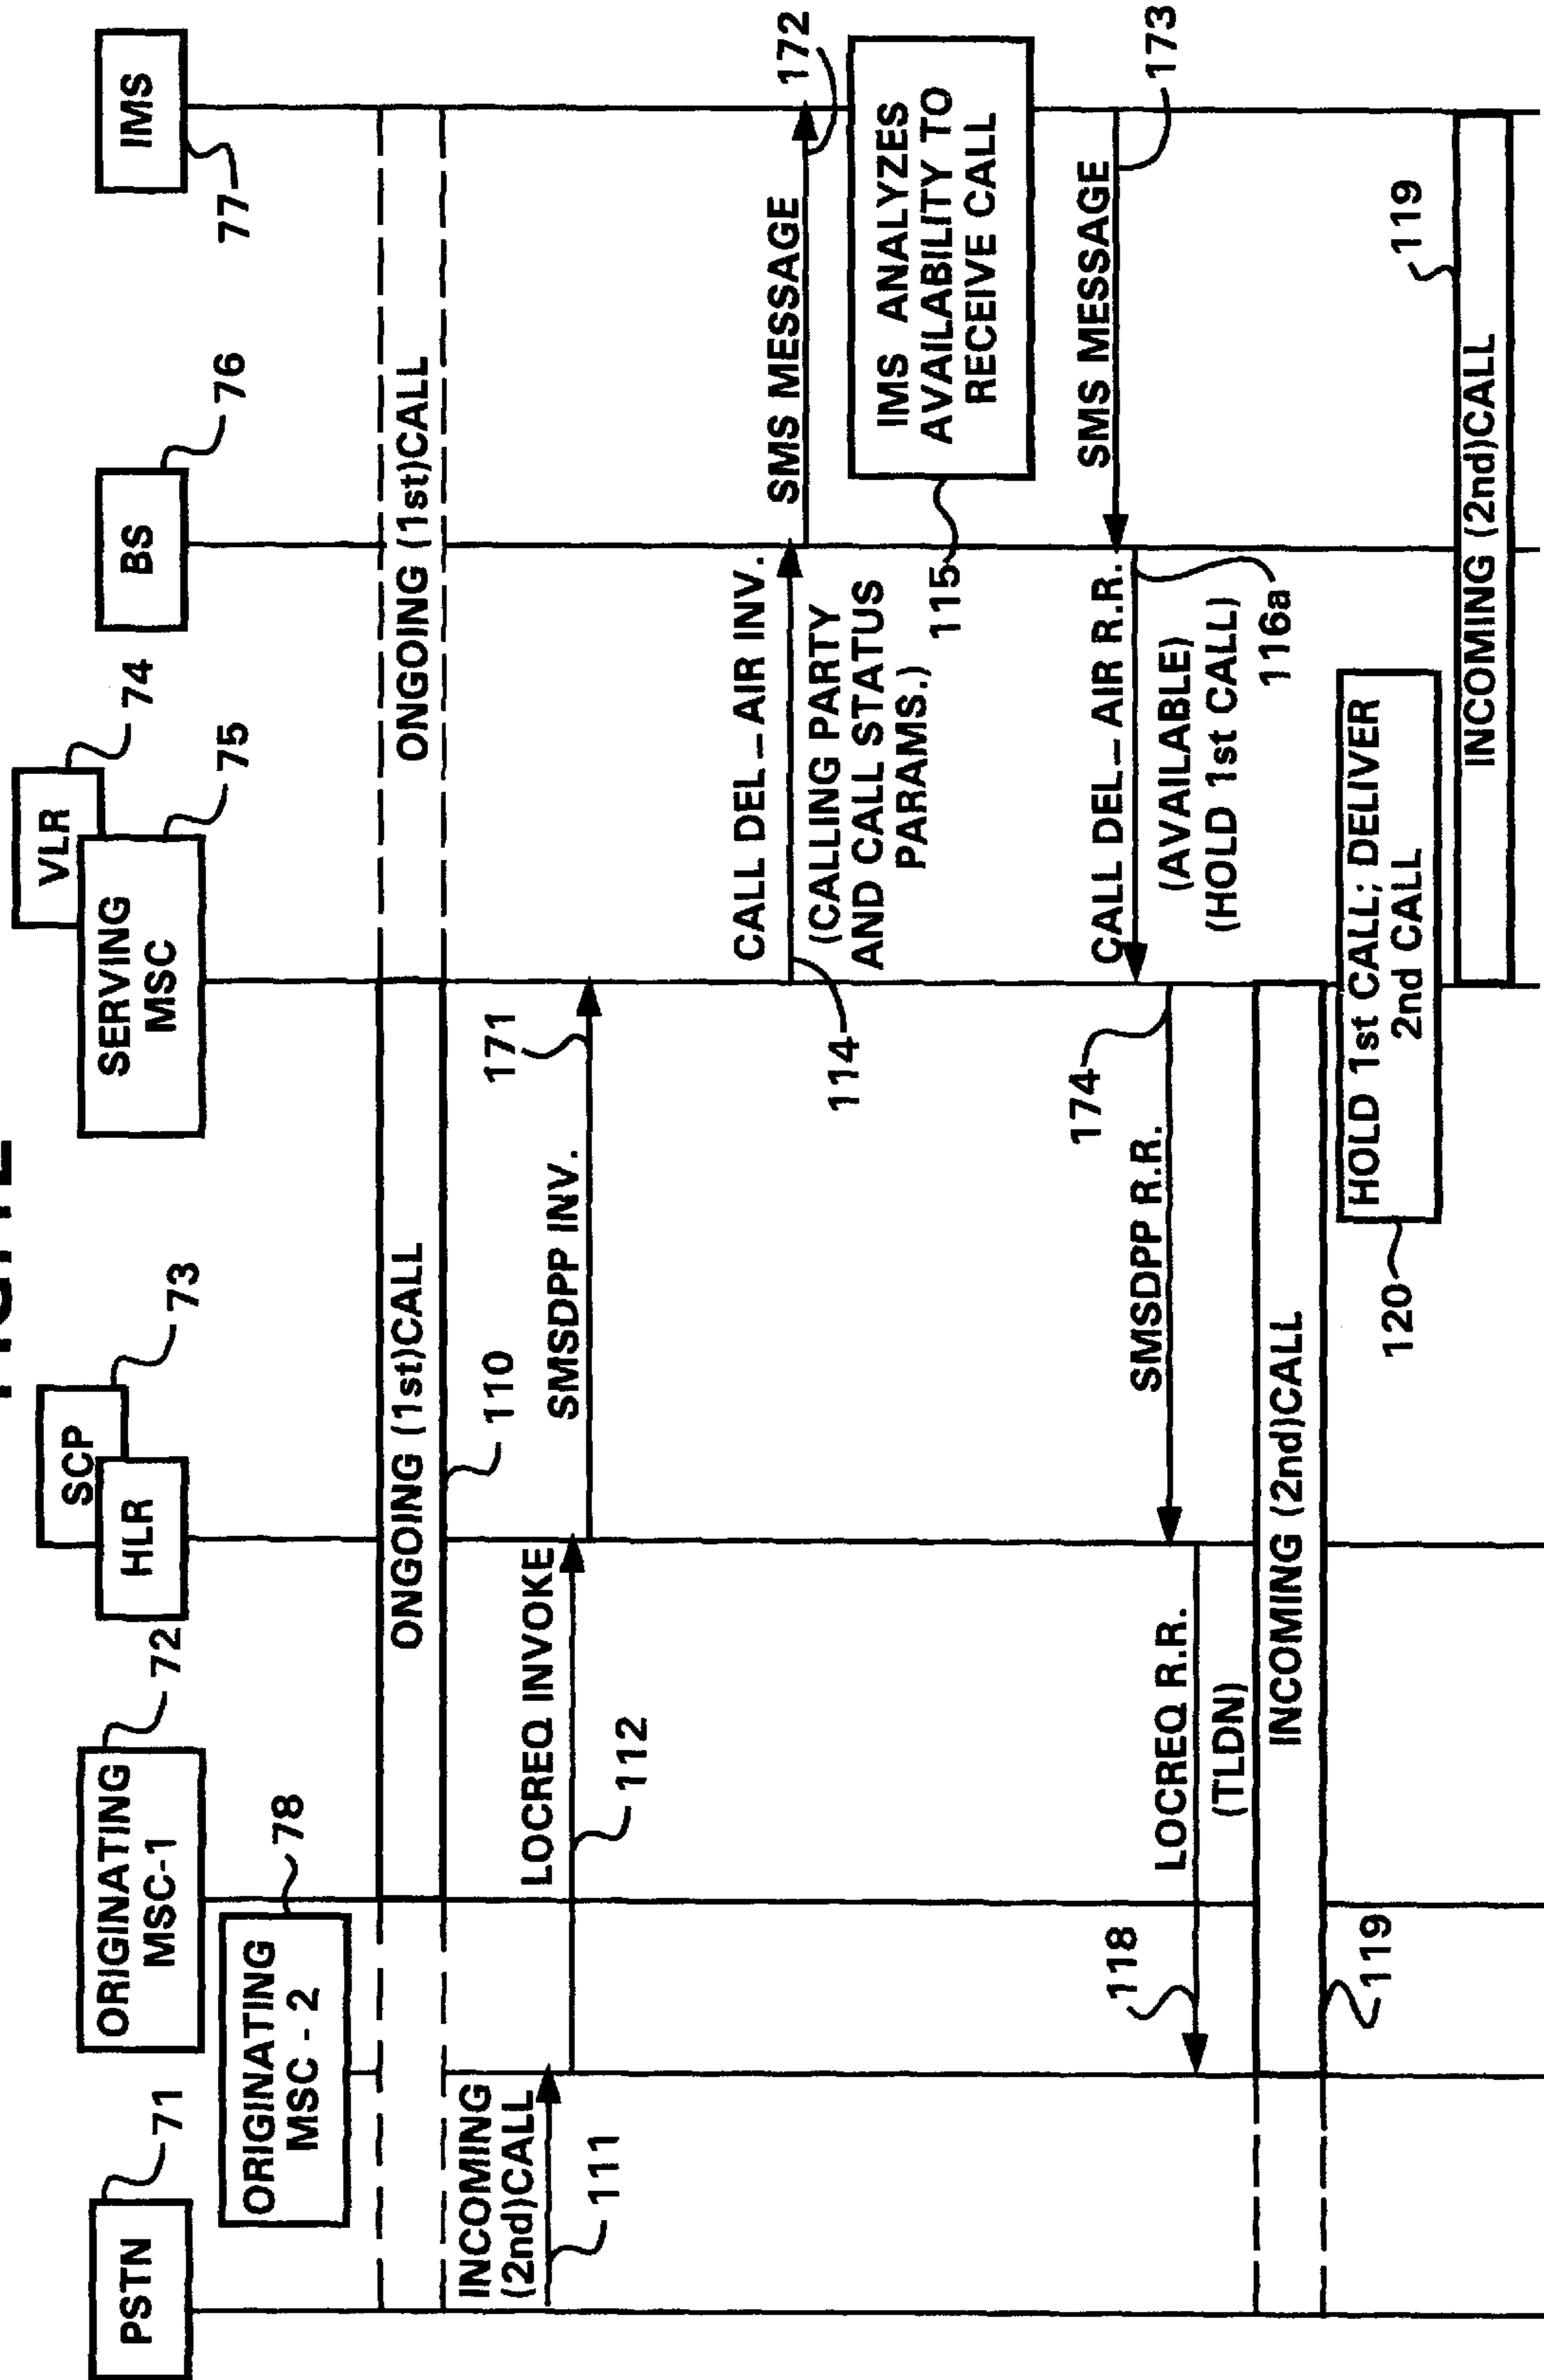 PSTN
71
ORIGINATING
MSC-1
72
ORIGINATING
MSC - 2
78
SCP
HLR
73
VLR
74
SERVING
MSC
75
BS
76
IMS
77
ONGOING (1st)CALL
ONGOING (1st)CALL
110
INCOMING
(2nd)CALL
111
LOCREQ INVOKE
112
SMSDPP INV.
171
CALL DEL–AIR INV.
(CALLING PARTY
AND CALL STATUS
PARAMS.)
114
SMS MESSAGE
172
IMS ANALYZES
AVAILABILITY TO
RECEIVE CALL
115
SMS MESSAGE
173
CALL DEL–AIR R.R.
(AVAILABLE)
(HOLD 1st CALL)
116a
SMSDPP R.R.
174
LOCREQ R.R.
(TLDN)
118
INCOMING (2nd)CALL
119
HOLD 1st CALL; DELIVER
2nd CALL
120
INCOMING (2nd)CALL
119